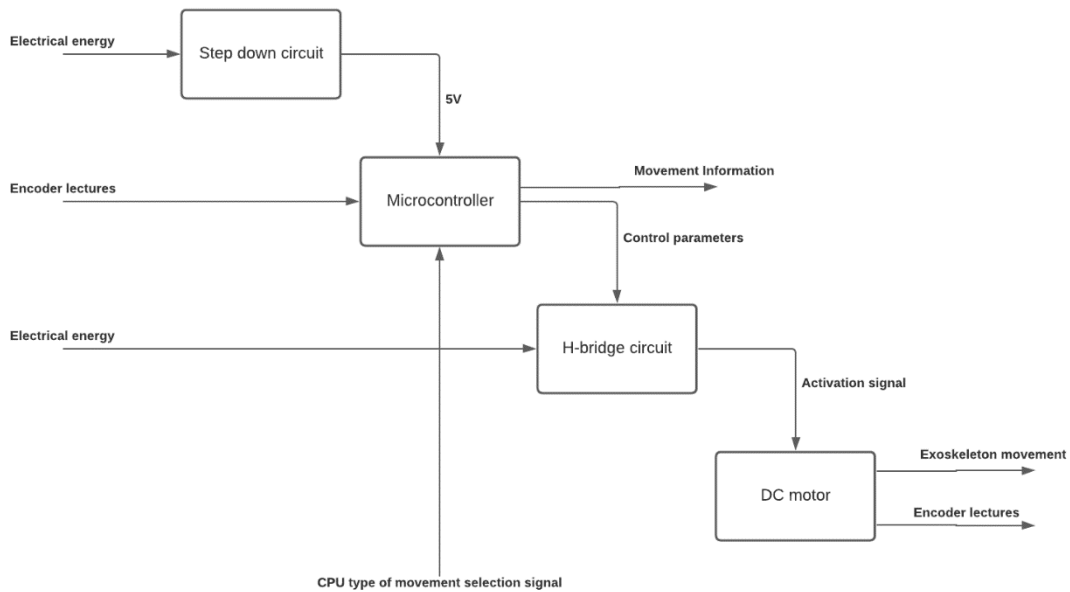 Electrical energy
Step down circuit
5V
Movement Information
Encoder lectures
Microcontroller
Control parameters
Electrical energy
H-bridge circuit
Activation signal
Exoskeleton movement
DC motor
Encoder lectures
CPU type of movement selection signal